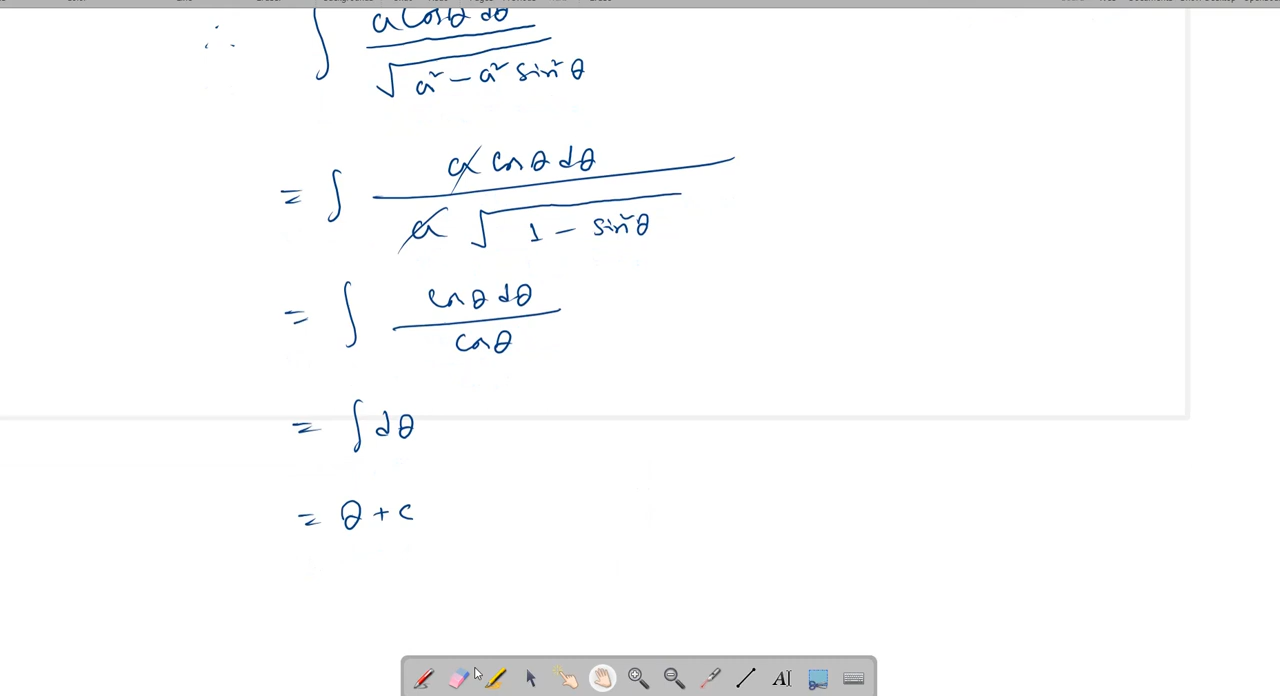 ∴ ∫ a cosθ dθ / √(a² − a² sin²θ)
= ∫ a cosθ dθ / a √(1 − sin²θ)
= ∫ cosθ dθ / cosθ
= ∫ dθ
= θ + c